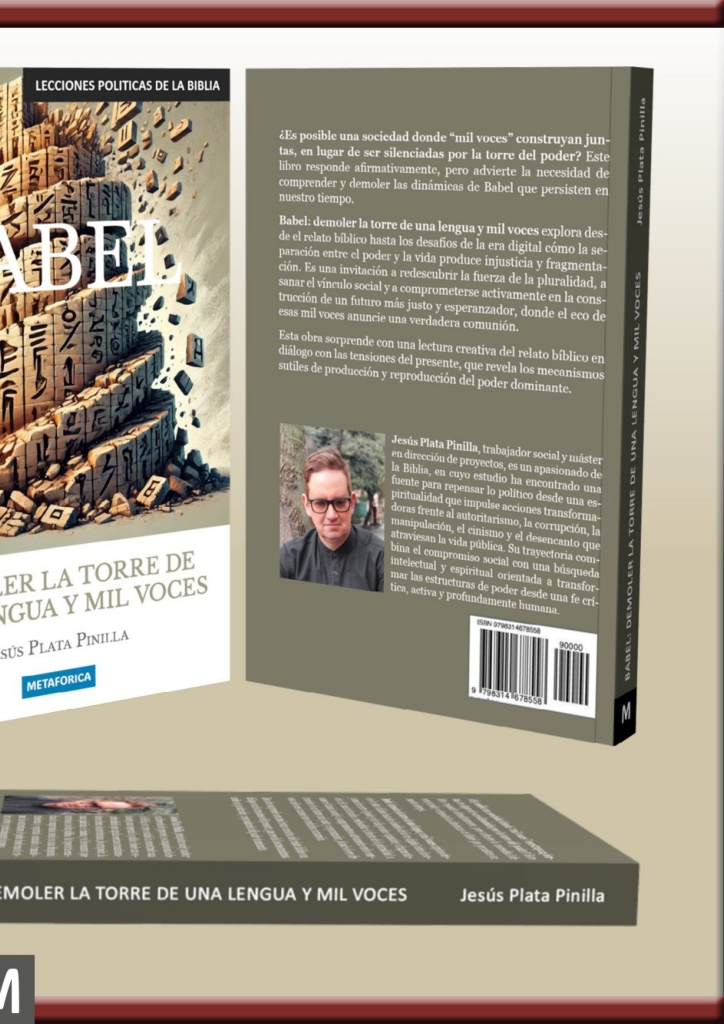 LECCIONES POLITICAS DE LA BIBLIA
ABEL
LER LA TORRE DE
NGUA Y MIL VOCES
SÚS PLATA PINILLA
METAFORICA
¿Es posible una sociedad donde “mil voces” construyan jun-
tas, en lugar de ser silenciadas por la torre del poder? Este
libro responde afirmativamente, pero advierte la necesidad de
comprender y demoler las dinámicas de Babel que persisten en
nuestro tiempo.
Babel: demoler la torre de una lengua y mil voces explora des-
de el relato bíblico hasta los desafíos de la era digital cómo la se-
paración entre el poder y la vida produce injusticia y fragmenta-
ción. Es una invitación a redescubrir la fuerza de la pluralidad, a
sanar el vínculo social y a comprometerse activamente en la cons-
trucción de un futuro más justo y esperanzador, donde el eco de
esas mil voces anuncie una verdadera comunión.
Esta obra sorprende con una lectura creativa del relato bíblico en
diálogo con las tensiones del presente, que revela los mecanismos
sutiles de producción y reproducción del poder dominante.
Jesús Plata Pinilla, trabajador social y máster
en dirección de proyectos, es un apasionado de
la Biblia, en cuyo estudio ha encontrado una
fuente para repensar lo político desde una es-
piritualidad que impulse acciones transforma-
doras frente al autoritarismo, la corrupción, la
manipulación, el cinismo y el desencanto que
atraviesan la vida pública. Su trayectoria com-
bina el compromiso social con una búsqueda
intelectual y espiritual orientada a transfor-
mar las estructuras de poder desde una fe crí-
tica, activa y profundamente humana.
ISBN 9798314678558
90000
9 798314 678558
Jesús Plata Pinilla
BABEL: DEMOLER LA TORRE DE UNA LENGUA Y MIL VOCES
M
EMOLER LA TORRE DE UNA LENGUA Y MIL VOCES
Jesús Plata Pinilla
M